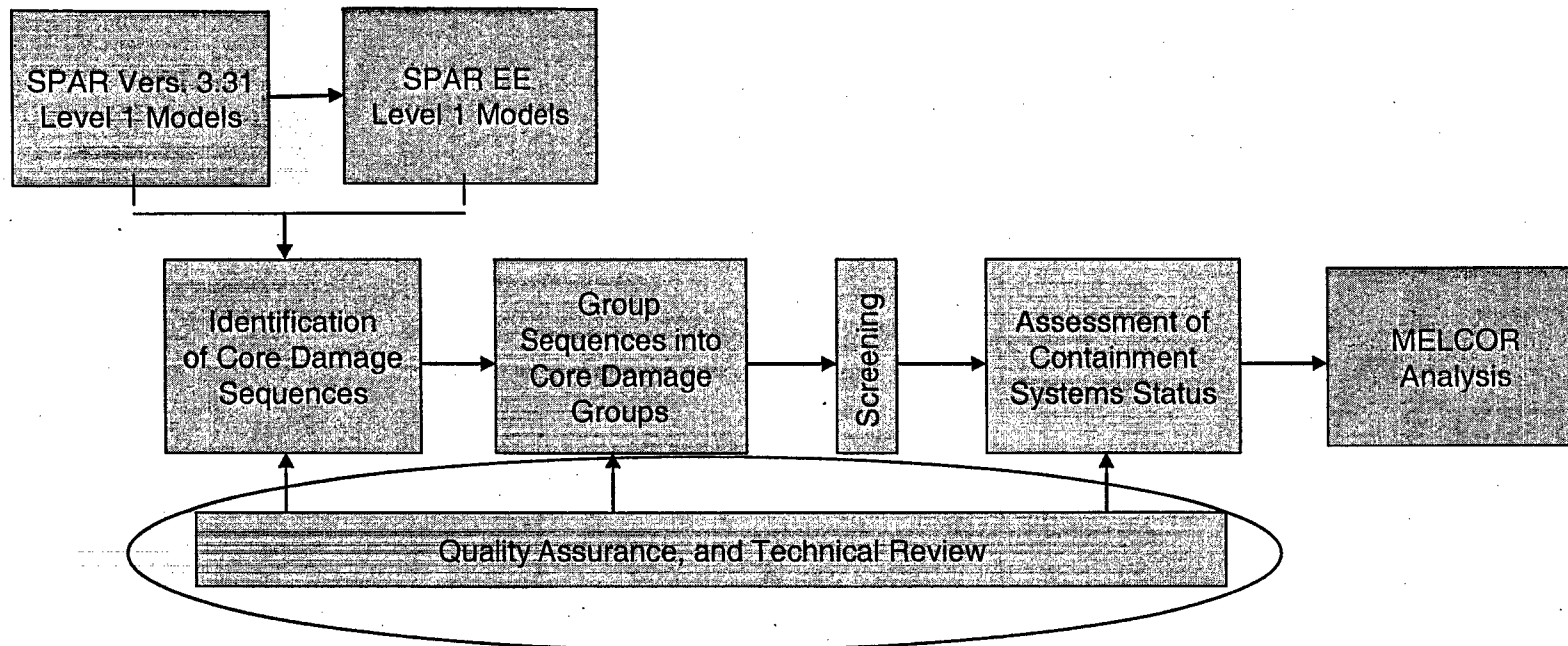 SPAR Vers. 3.31
Level 1 Models
SPAR EE
Level 1 Models
Identification
of Core Damage
Sequences
Group
Sequences into
Core Damage
Groups
Screening
Assessment of
Containment
Systems Status
MELCOR
Analysis
Quality Assurance, and Technical Review